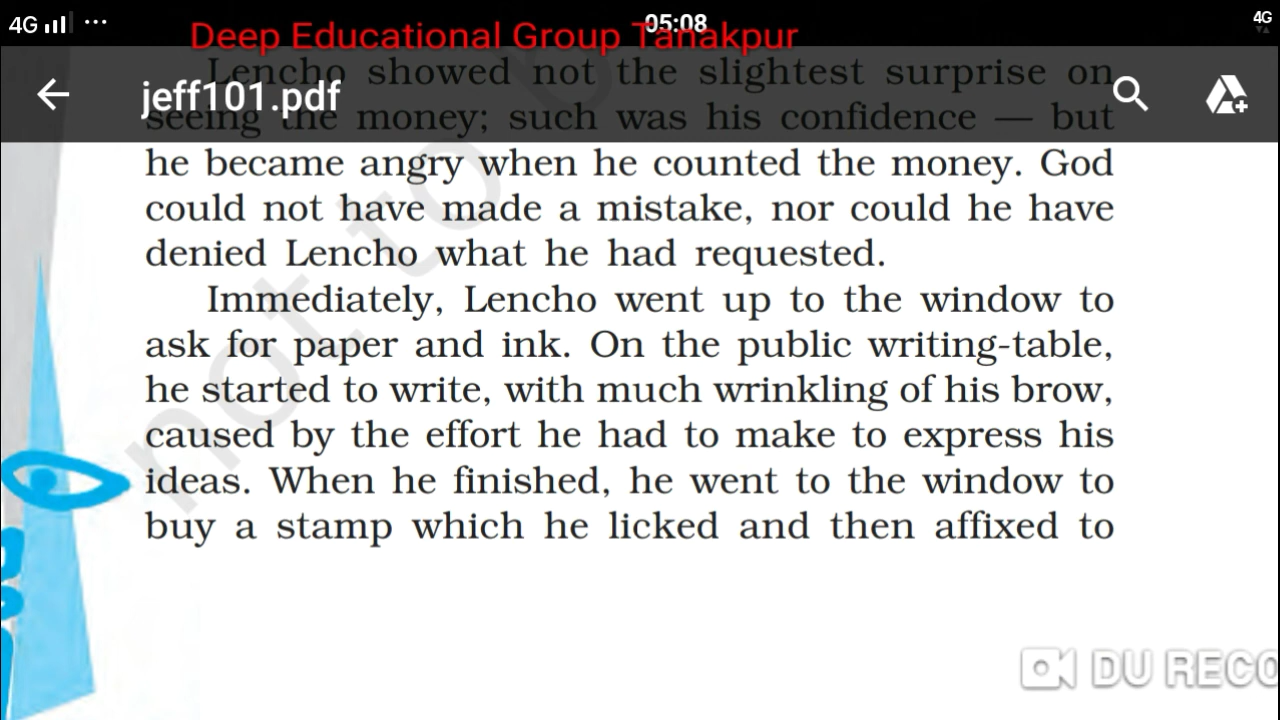 4G 05:08 4G
Deep Educational Group Tanakpur
Lencho showed not the slightest surprise on
jeff101.pdf
seeing the money; such was his confidence — but
he became angry when he counted the money. God
could not have made a mistake, nor could he have
denied Lencho what he had requested.
Immediately, Lencho went up to the window to
ask for paper and ink. On the public writing-table,
he started to write, with much wrinkling of his brow,
caused by the effort he had to make to express his
ideas. When he finished, he went to the window to
buy a stamp which he licked and then affixed to
not to
DU RECO